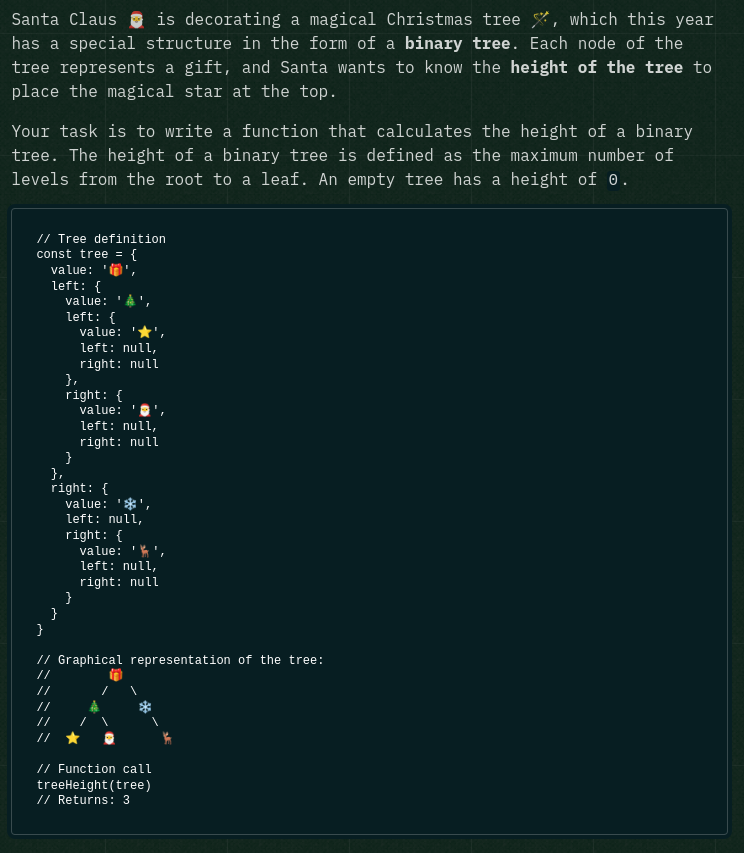 Santa Claus 🎅 is decorating a magical Christmas tree 🪄, which this year
has a special structure in the form of a binary tree. Each node of the
tree represents a gift, and Santa wants to know the height of the tree to
place the magical star at the top.
Your task is to write a function that calculates the height of a binary
tree. The height of a binary tree is defined as the maximum number of
levels from the root to a leaf. An empty tree has a height of 0.
// Tree definition
const tree = {
  value: '🎁',
  left: {
    value: '🎄',
    left: {
      value: '⭐',
      left: null,
      right: null
    },
    right: {
      value: '🎅',
      left: null,
      right: null
    }
  },
  right: {
    value: '❄️',
    left: null,
    right: {
      value: '🦌',
      left: null,
      right: null
    }
  }
}
// Graphical representation of the tree:
//        🎁
//       /   \
//     🎄     ❄️
//    /  \      \
//  ⭐   🎅      🦌
// Function call
treeHeight(tree)
// Returns: 3